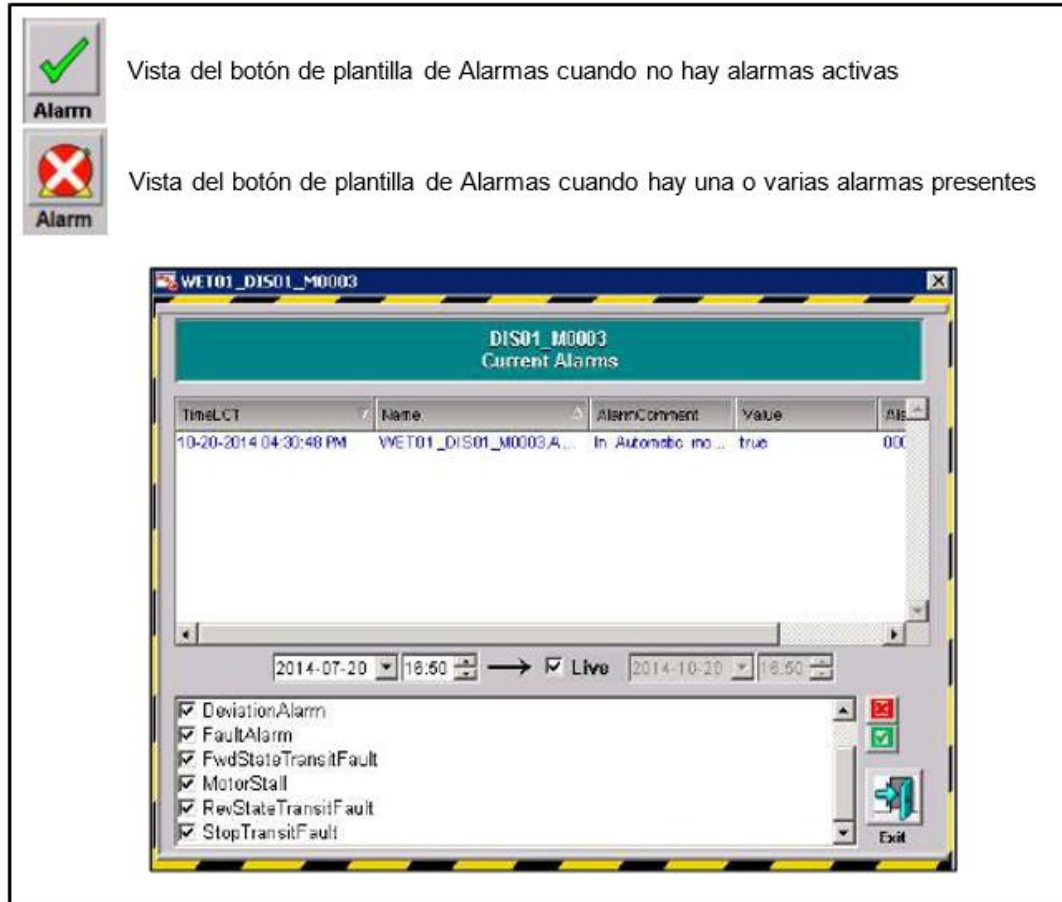 Alarm
Vista del botón de plantilla de Alarmas cuando no hay alarmas activas
Alarm
Vista del botón de plantilla de Alarmas cuando hay una o varias alarmas presentes
WET01_DIS01_M0003
DIS01_M0003
Current Alarms
TimeLCT Name AlarmComment Value Ala
10-20-2014 04:30:48 PM WET01_DIS01_M0003.A... In Automatic mo... true 000
2014-07-20 16:50 Live 2014-10-20 16:50
DeviationAlarm
FaultAlarm
FwdStateTransitFault
MotorStall
RevStateTransitFault
StopTransitFault
Exit